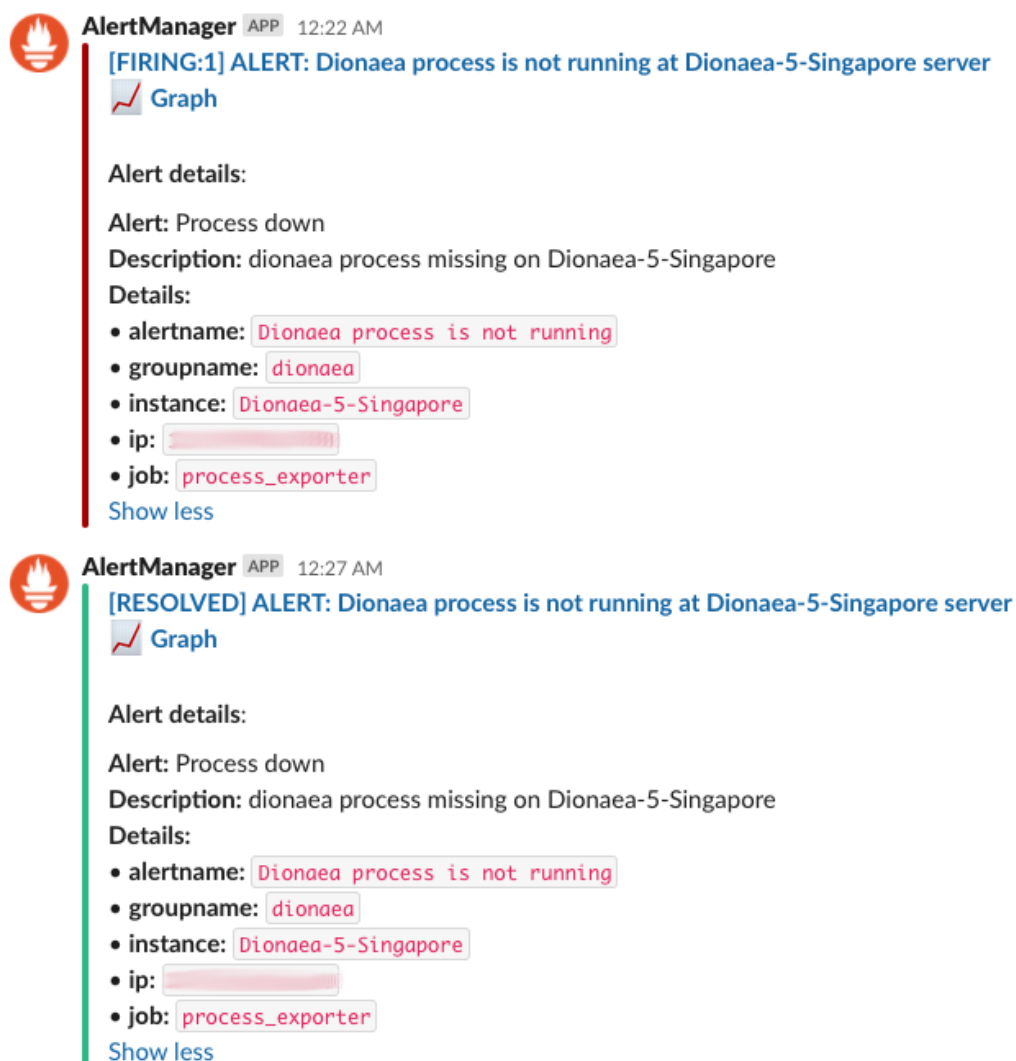 AlertManager APP 12:22 AM
[FIRING:1] ALERT: Dionaea process is not running at Dionaea-5-Singapore server
Graph
Alert details:
Alert: Process down
Description: dionaea process missing on Dionaea-5-Singapore
Details:
• alertname: Dionaea process is not running
• groupname: dionaea
• instance: Dionaea-5-Singapore
• ip:
• job: process_exporter
Show less
AlertManager APP 12:27 AM
[RESOLVED] ALERT: Dionaea process is not running at Dionaea-5-Singapore server
Graph
Alert details:
Alert: Process down
Description: dionaea process missing on Dionaea-5-Singapore
Details:
• alertname: Dionaea process is not running
• groupname: dionaea
• instance: Dionaea-5-Singapore
• ip:
• job: process_exporter
Show less